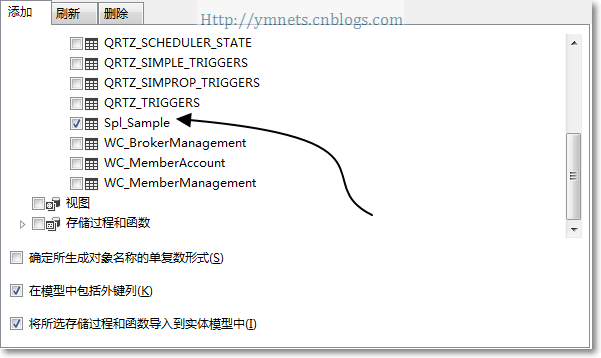 添加 刷新 删除 Http://ymnets.cnblogs.com
QRTZ_SCHEDULER_STATE
QRTZ_SIMPLE_TRIGGERS
QRTZ_SIMPROP_TRIGGERS
QRTZ_TRIGGERS
Spl_Sample
WC_BrokerManagement
WC_MemberAccount
WC_MemberManagement
视图
存储过程和函数
确定所生成对象名称的单复数形式(S)
在模型中包括外键列(K)
将所选存储过程和函数导入到实体模型中(I)